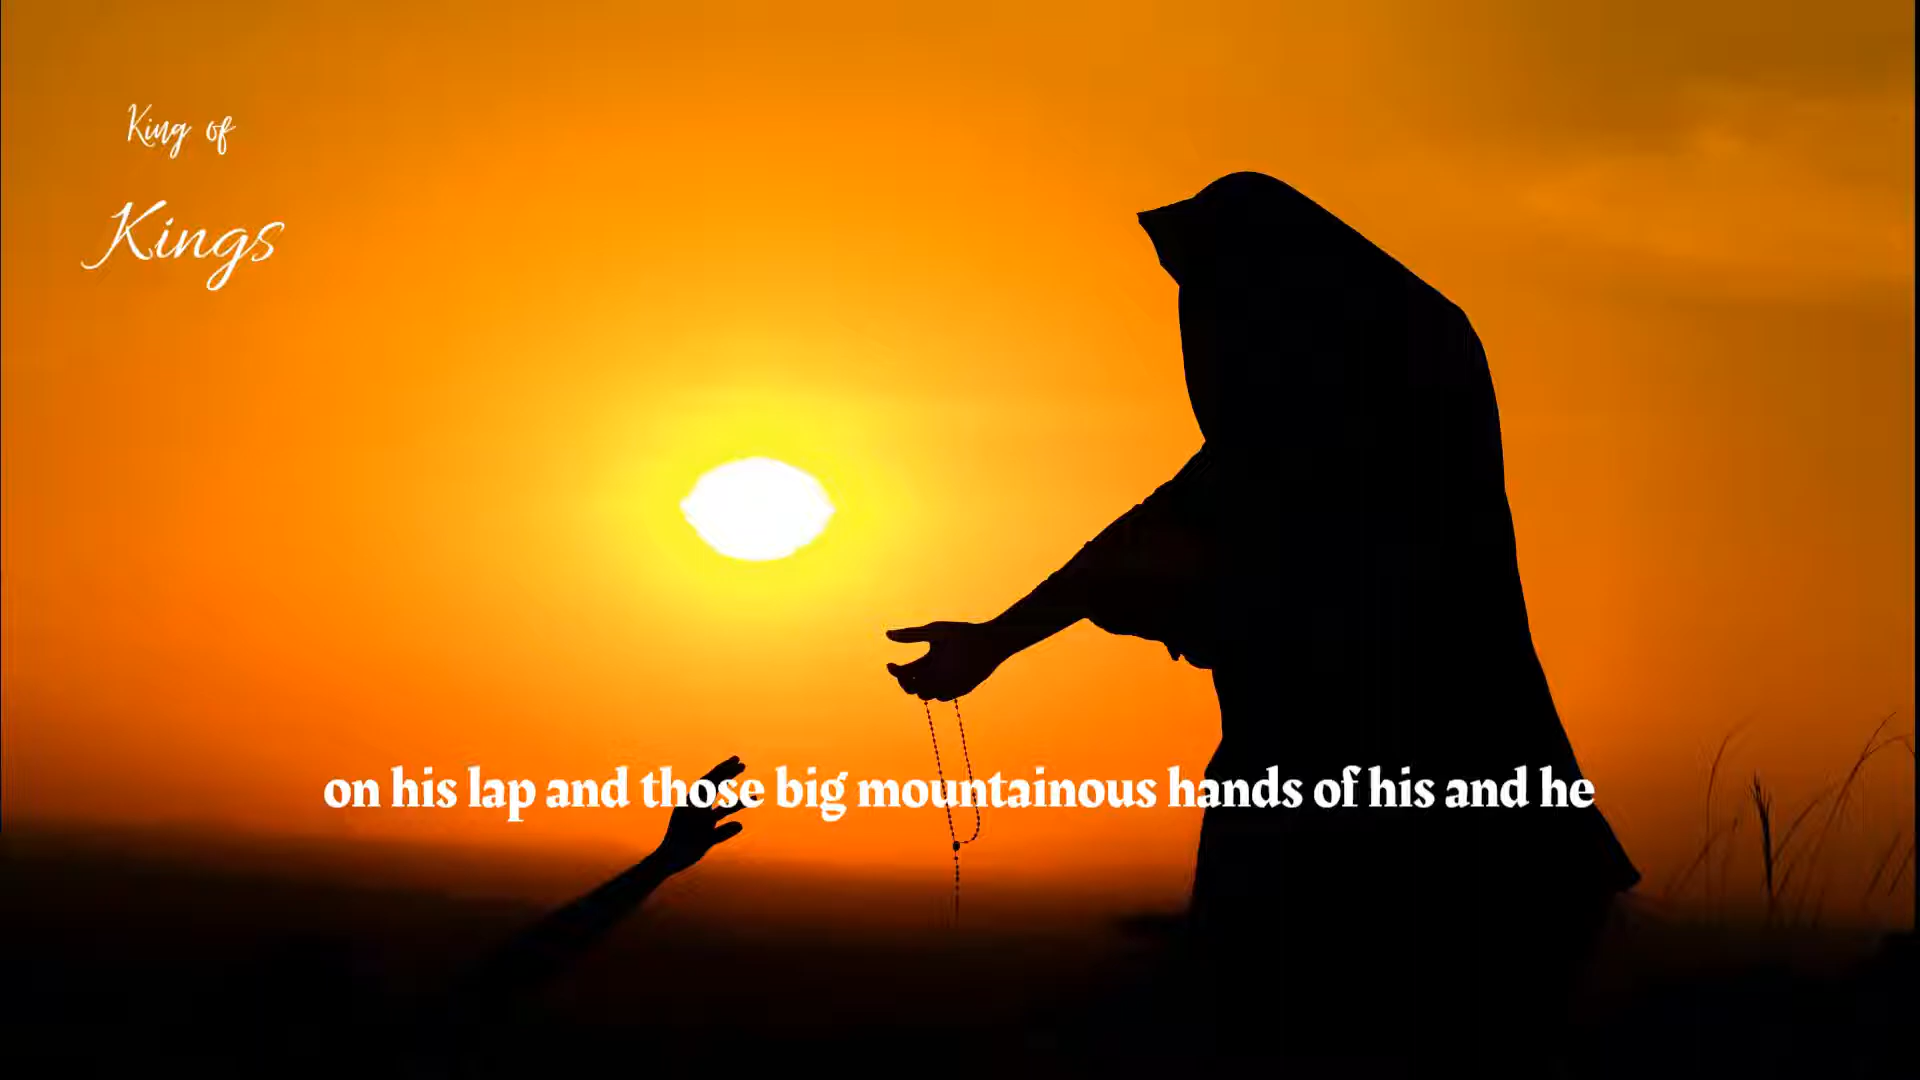 King of
Kings
on his lap and those big mountainous hands of his and he